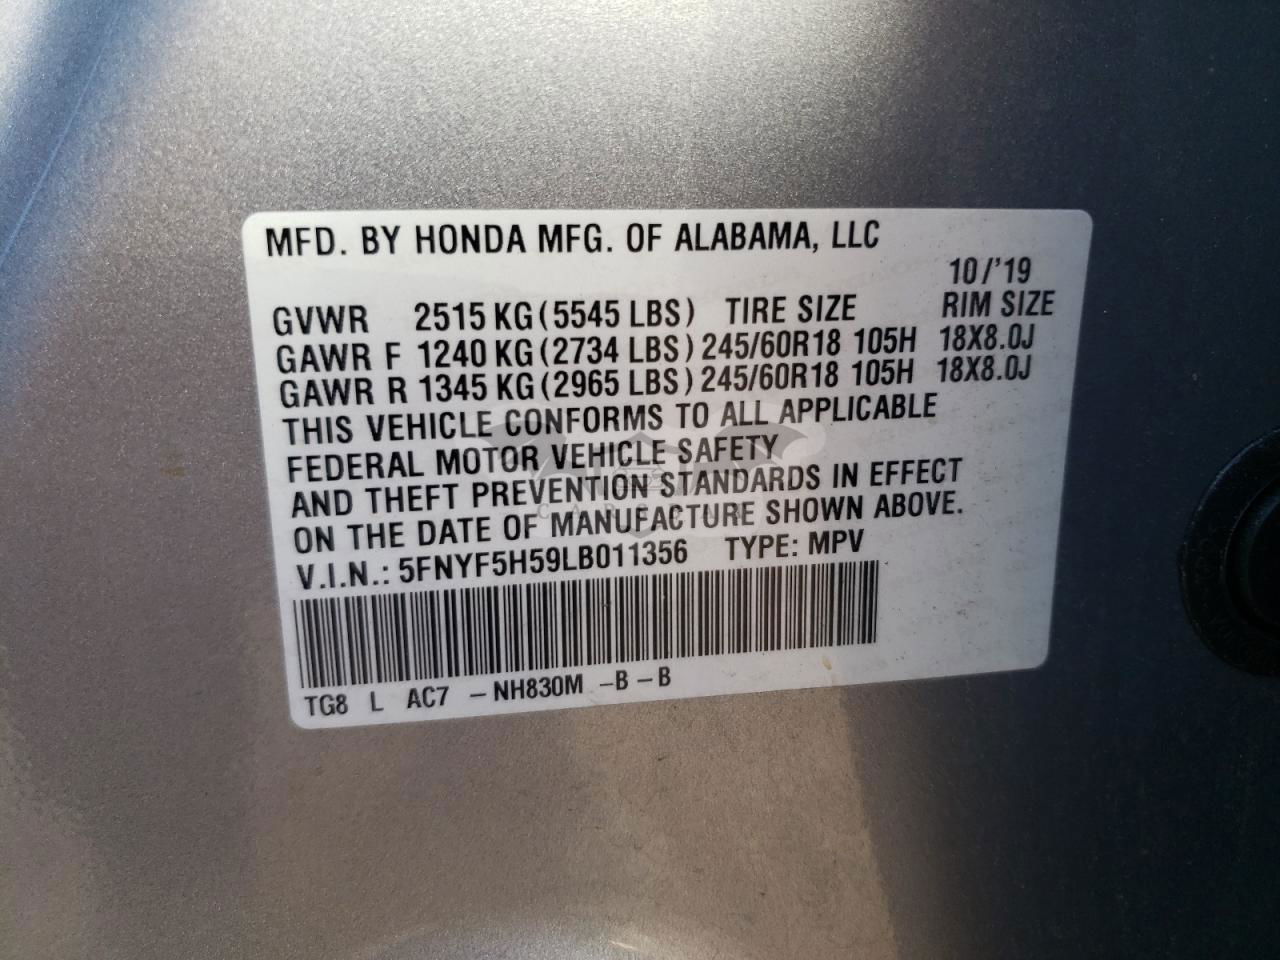 MFD. BY HONDA MFG. OF ALABAMA, LLC
10/'19
GVWR 2515 KG (5545 LBS) TIRE SIZE RIM SIZE
GAWR F 1240 KG (2734 LBS) 245/60R18 105H 18X8.0J
GAWR R 1345 KG (2965 LBS) 245/60R18 105H 18X8.0J
THIS VEHICLE CONFORMS TO ALL APPLICABLE
FEDERAL MOTOR VEHICLE SAFETY
AND THEFT PREVENTION STANDARDS IN EFFECT
ON THE DATE OF MANUFACTURE SHOWN ABOVE.
V.I.N.: 5FNYF5H59LB011356 TYPE: MPV
TG8 L AC7 -NH830M -B-B